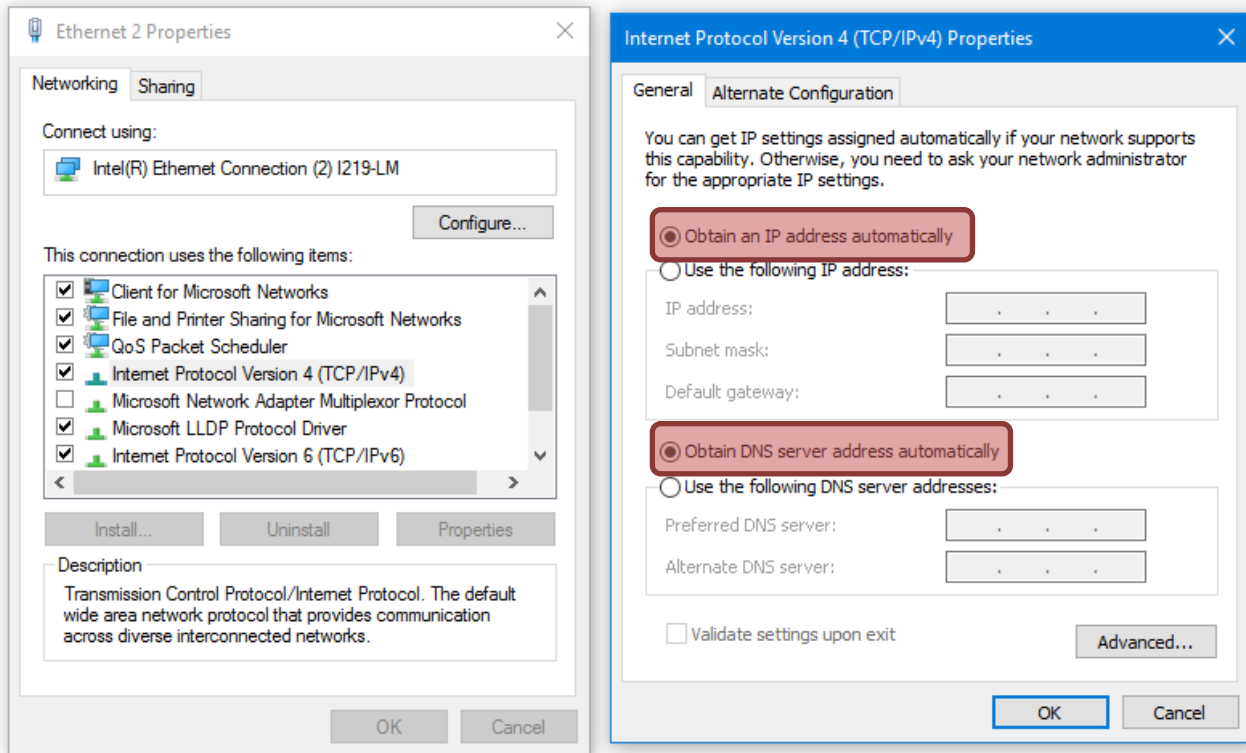 Ethernet 2 Properties
Networking
Sharing
Connect using:
Intel(R) Ethernet Connection (2) I219-LM
Configure...
This connection uses the following items:
Client for Microsoft Networks
File and Printer Sharing for Microsoft Networks
QoS Packet Scheduler
Internet Protocol Version 4 (TCP/IPv4)
Microsoft Network Adapter Multiplexor Protocol
Microsoft LLDP Protocol Driver
Internet Protocol Version 6 (TCP/IPv6)
Install...
Uninstall
Properties
Description
Transmission Control Protocol/Internet Protocol. The default
wide area network protocol that provides communication
across diverse interconnected networks.
OK
Cancel
Internet Protocol Version 4 (TCP/IPv4) Properties
General
Alternate Configuration
You can get IP settings assigned automatically if your network supports
this capability. Otherwise, you need to ask your network administrator
for the appropriate IP settings.
Obtain an IP address automatically
Use the following IP address:
IP address:
Subnet mask:
Default gateway:
Obtain DNS server address automatically
Use the following DNS server addresses:
Preferred DNS server:
Alternate DNS server:
Validate settings upon exit
Advanced...
OK
Cancel